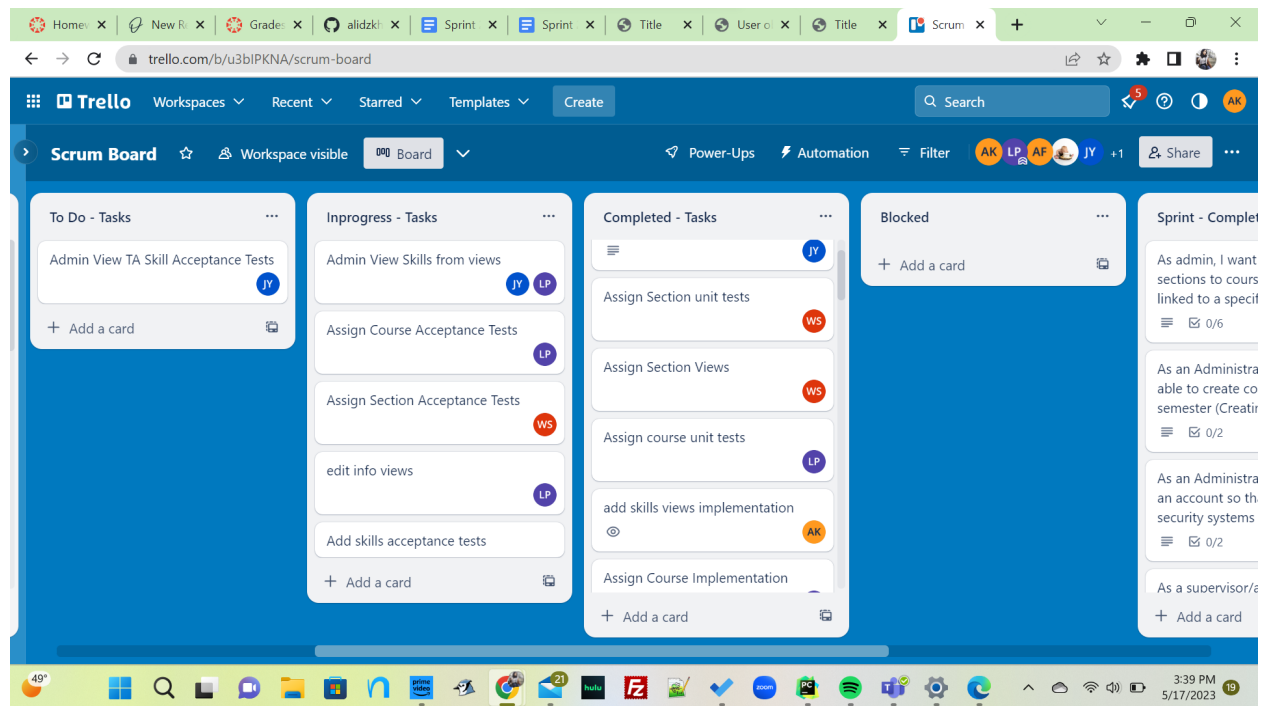 Homew
New R
Grades
alidzkh
Sprint
Sprint
Title
User o
Title
Scrum
trello.com/b/u3bIPKNA/scrum-board
Trello Workspaces Recent Starred Templates Create Search 5 AK
Scrum Board Workspace visible Board Power-Ups Automation Filter AK LP AF JY +1 Share
To Do - Tasks
Admin View TA Skill Acceptance Tests
JY
+ Add a card
Inprogress - Tasks
Admin View Skills from views
JY LP
Assign Course Acceptance Tests
LP
Assign Section Acceptance Tests
WS
edit info views
LP
Add skills acceptance tests
+ Add a card
Completed - Tasks
JY
Assign Section unit tests
WS
Assign Section Views
WS
Assign course unit tests
LP
add skills views implementation
AK
Assign Course Implementation
+ Add a card
Blocked
+ Add a card
Sprint - Complet
As admin, I want
sections to cours
linked to a specif
0/6
As an Administra
able to create co
semester (Creatin
0/2
As an Administra
an account so tha
security systems
0/2
As a supervisor/a
+ Add a card
49°
prime video
21
hulu
zoom
PC
3:39 PM
5/17/2023
19